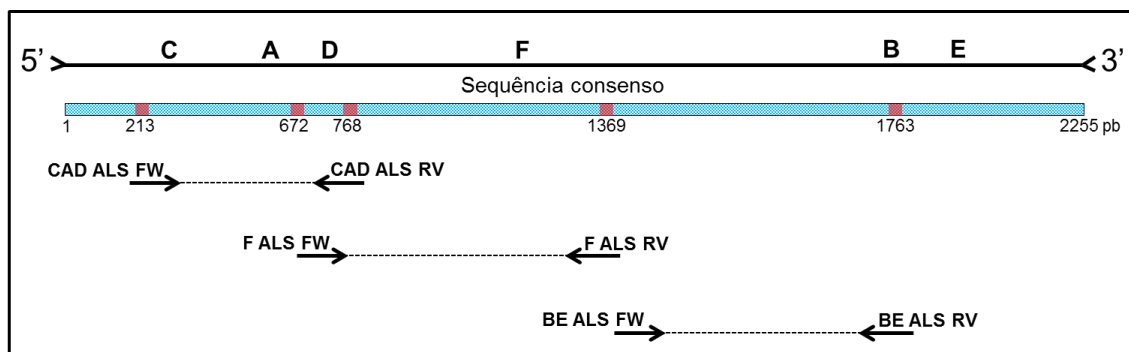 5’ C A D F B E 3’
Sequência consenso
1 213 672 768 1369 1763 2255 pb
CAD ALS FW CAD ALS RV
F ALS FW F ALS RV
BE ALS FW BE ALS RV